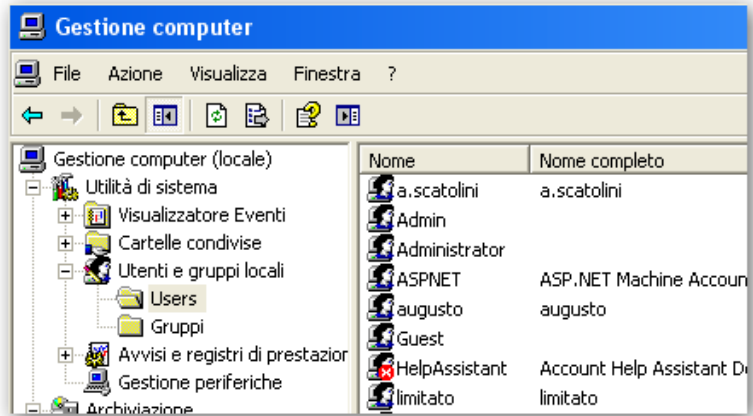 Gestione computer
File Azione Visualizza Finestra ?
Gestione computer (locale)
Utilità di sistema
Visualizzatore Eventi
Cartelle condivise
Utenti e gruppi locali
Users
Gruppi
Avvisi e registri di prestazior
Gestione periferiche
Archiviazione
Nome Nome completo
a.scatolini a.scatolini
Admin
Administrator
ASPNET ASP.NET Machine Accoun
augusto augusto
Guest
HelpAssistant Account Help Assistant De
limitato limitato